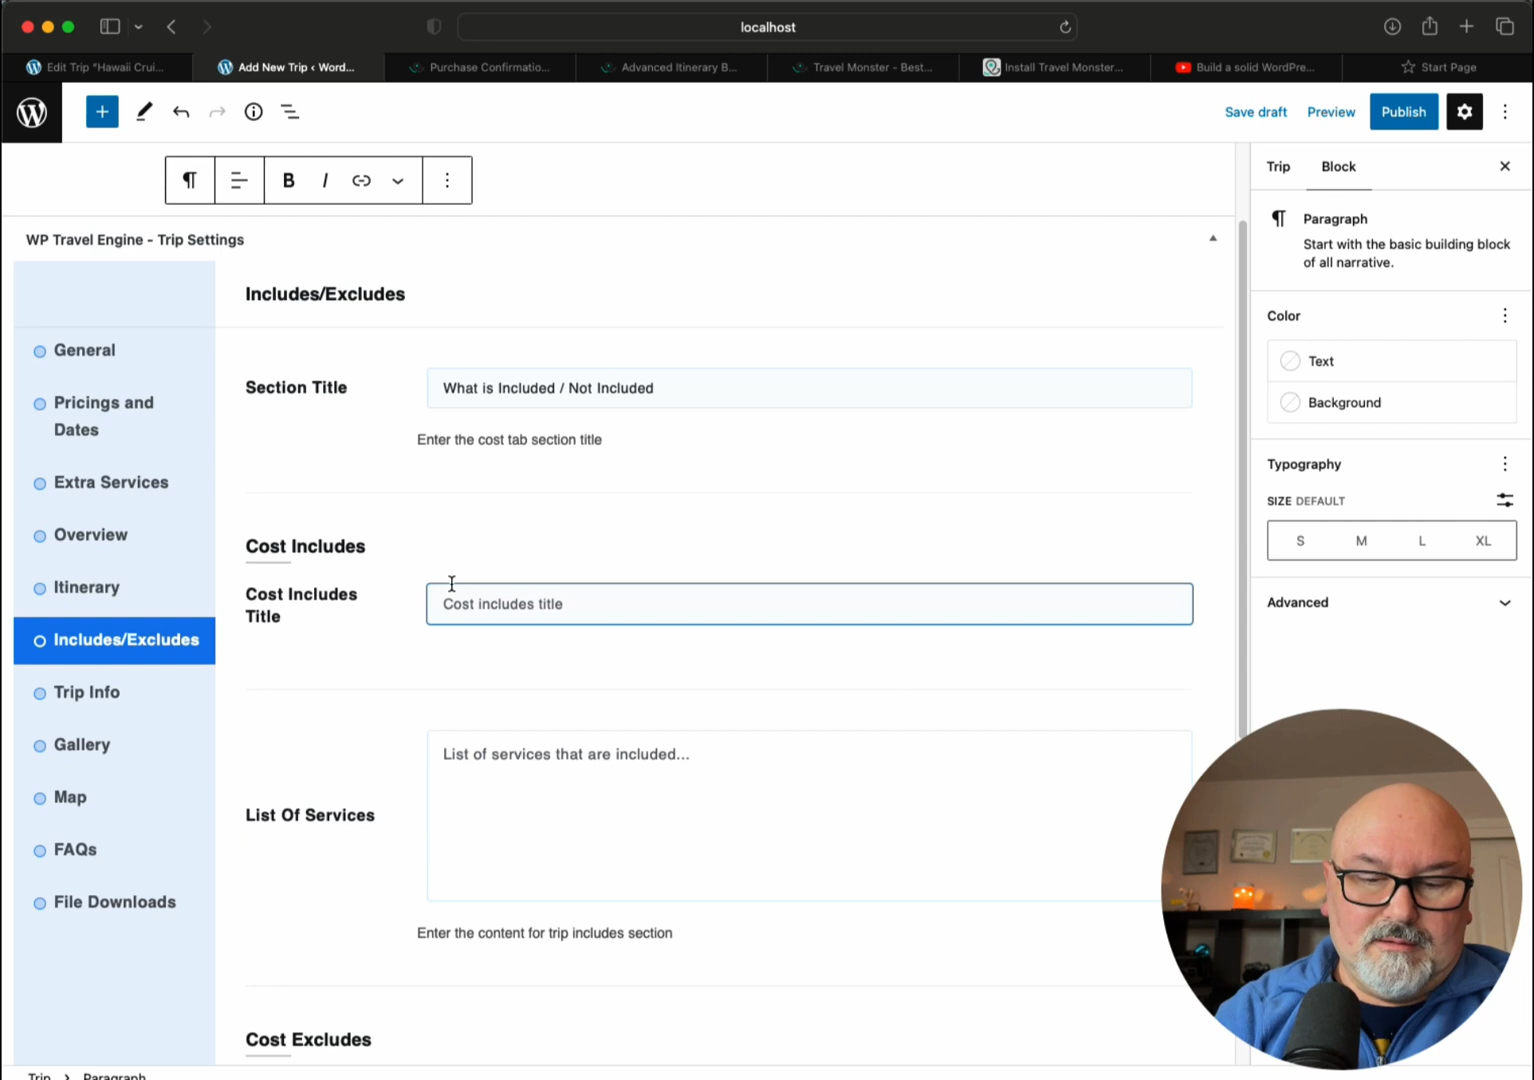 localhost
Edit Trip "Hawaii Crui...
Add New Trip ‹ Word...
Purchase Confirmatio...
Advanced Itinerary B...
Travel Monster - Best...
Install Travel Monster...
Build a solid WordPre...
Start Page
Save draft
Preview
Publish
B
I
Trip
Block
Paragraph
Start with the basic building block
of all narrative.
Color
Text
Background
Typography
SIZE DEFAULT
S
M
L
XL
Advanced
WP Travel Engine - Trip Settings
General
Pricings and
Dates
Extra Services
Overview
Itinerary
Includes/Excludes
Trip Info
Gallery
Map
FAQs
File Downloads
Includes/Excludes
Section Title
What is Included / Not Included
Enter the cost tab section title
Cost Includes
Cost Includes
Title
Cost includes title
List Of Services
List of services that are included...
Enter the content for trip includes section
Cost Excludes
Trip
Paragraph